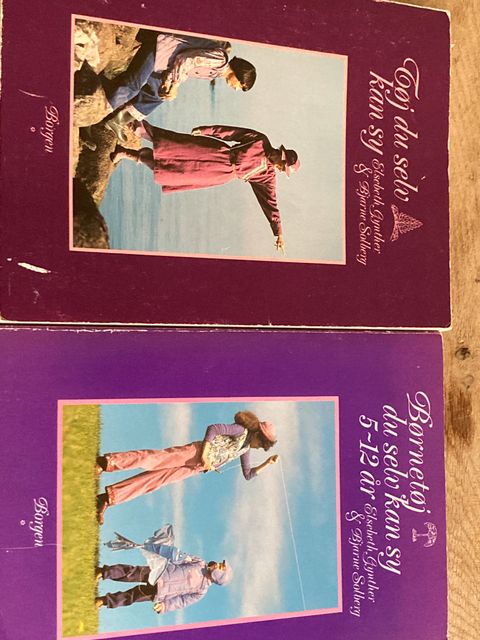 Tøj du selv
kan sy
Elsebeth Gynther
& Bjarne Solberg
Borgen
Børnetøj
du selv kan sy
5-12 år
Elsebeth Gynther
& Bjarne Solberg
Borgen